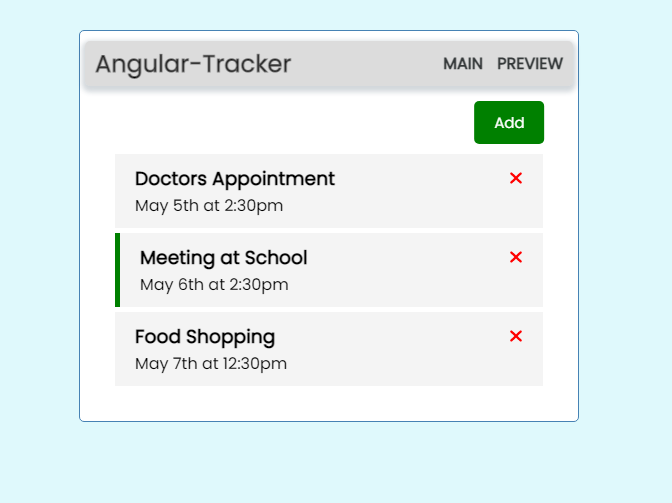 Angular-Tracker MAIN PREVIEW
Add
Doctors Appointment
May 5th at 2:30pm
Meeting at School
May 6th at 2:30pm
Food Shopping
May 7th at 12:30pm